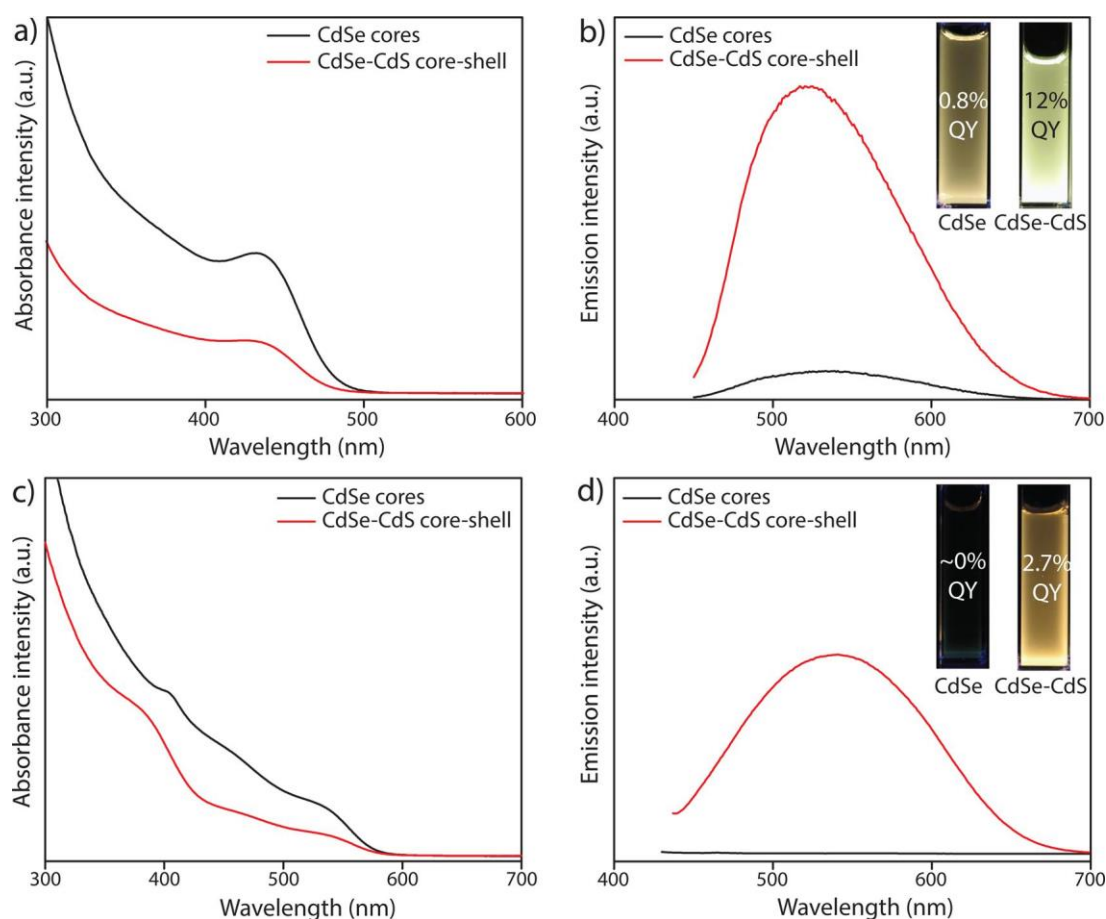 a)
CdSe cores
CdSe-CdS core-shell
Absorbance intensity (a.u.)
300
400
500
600
Wavelength (nm)
b)
CdSe cores
CdSe-CdS core-shell
Emission intensity (a.u.)
0.8%
QY
12%
QY
CdSe
CdSe-CdS
400
500
600
700
Wavelength (nm)
c)
CdSe cores
CdSe-CdS core-shell
Absorbance intensity (a.u.)
300
400
500
600
700
Wavelength (nm)
d)
CdSe cores
CdSe-CdS core-shell
Emission intensity (a.u.)
~0%
QY
2.7%
QY
CdSe
CdSe-CdS
400
500
600
700
Wavelength (nm)